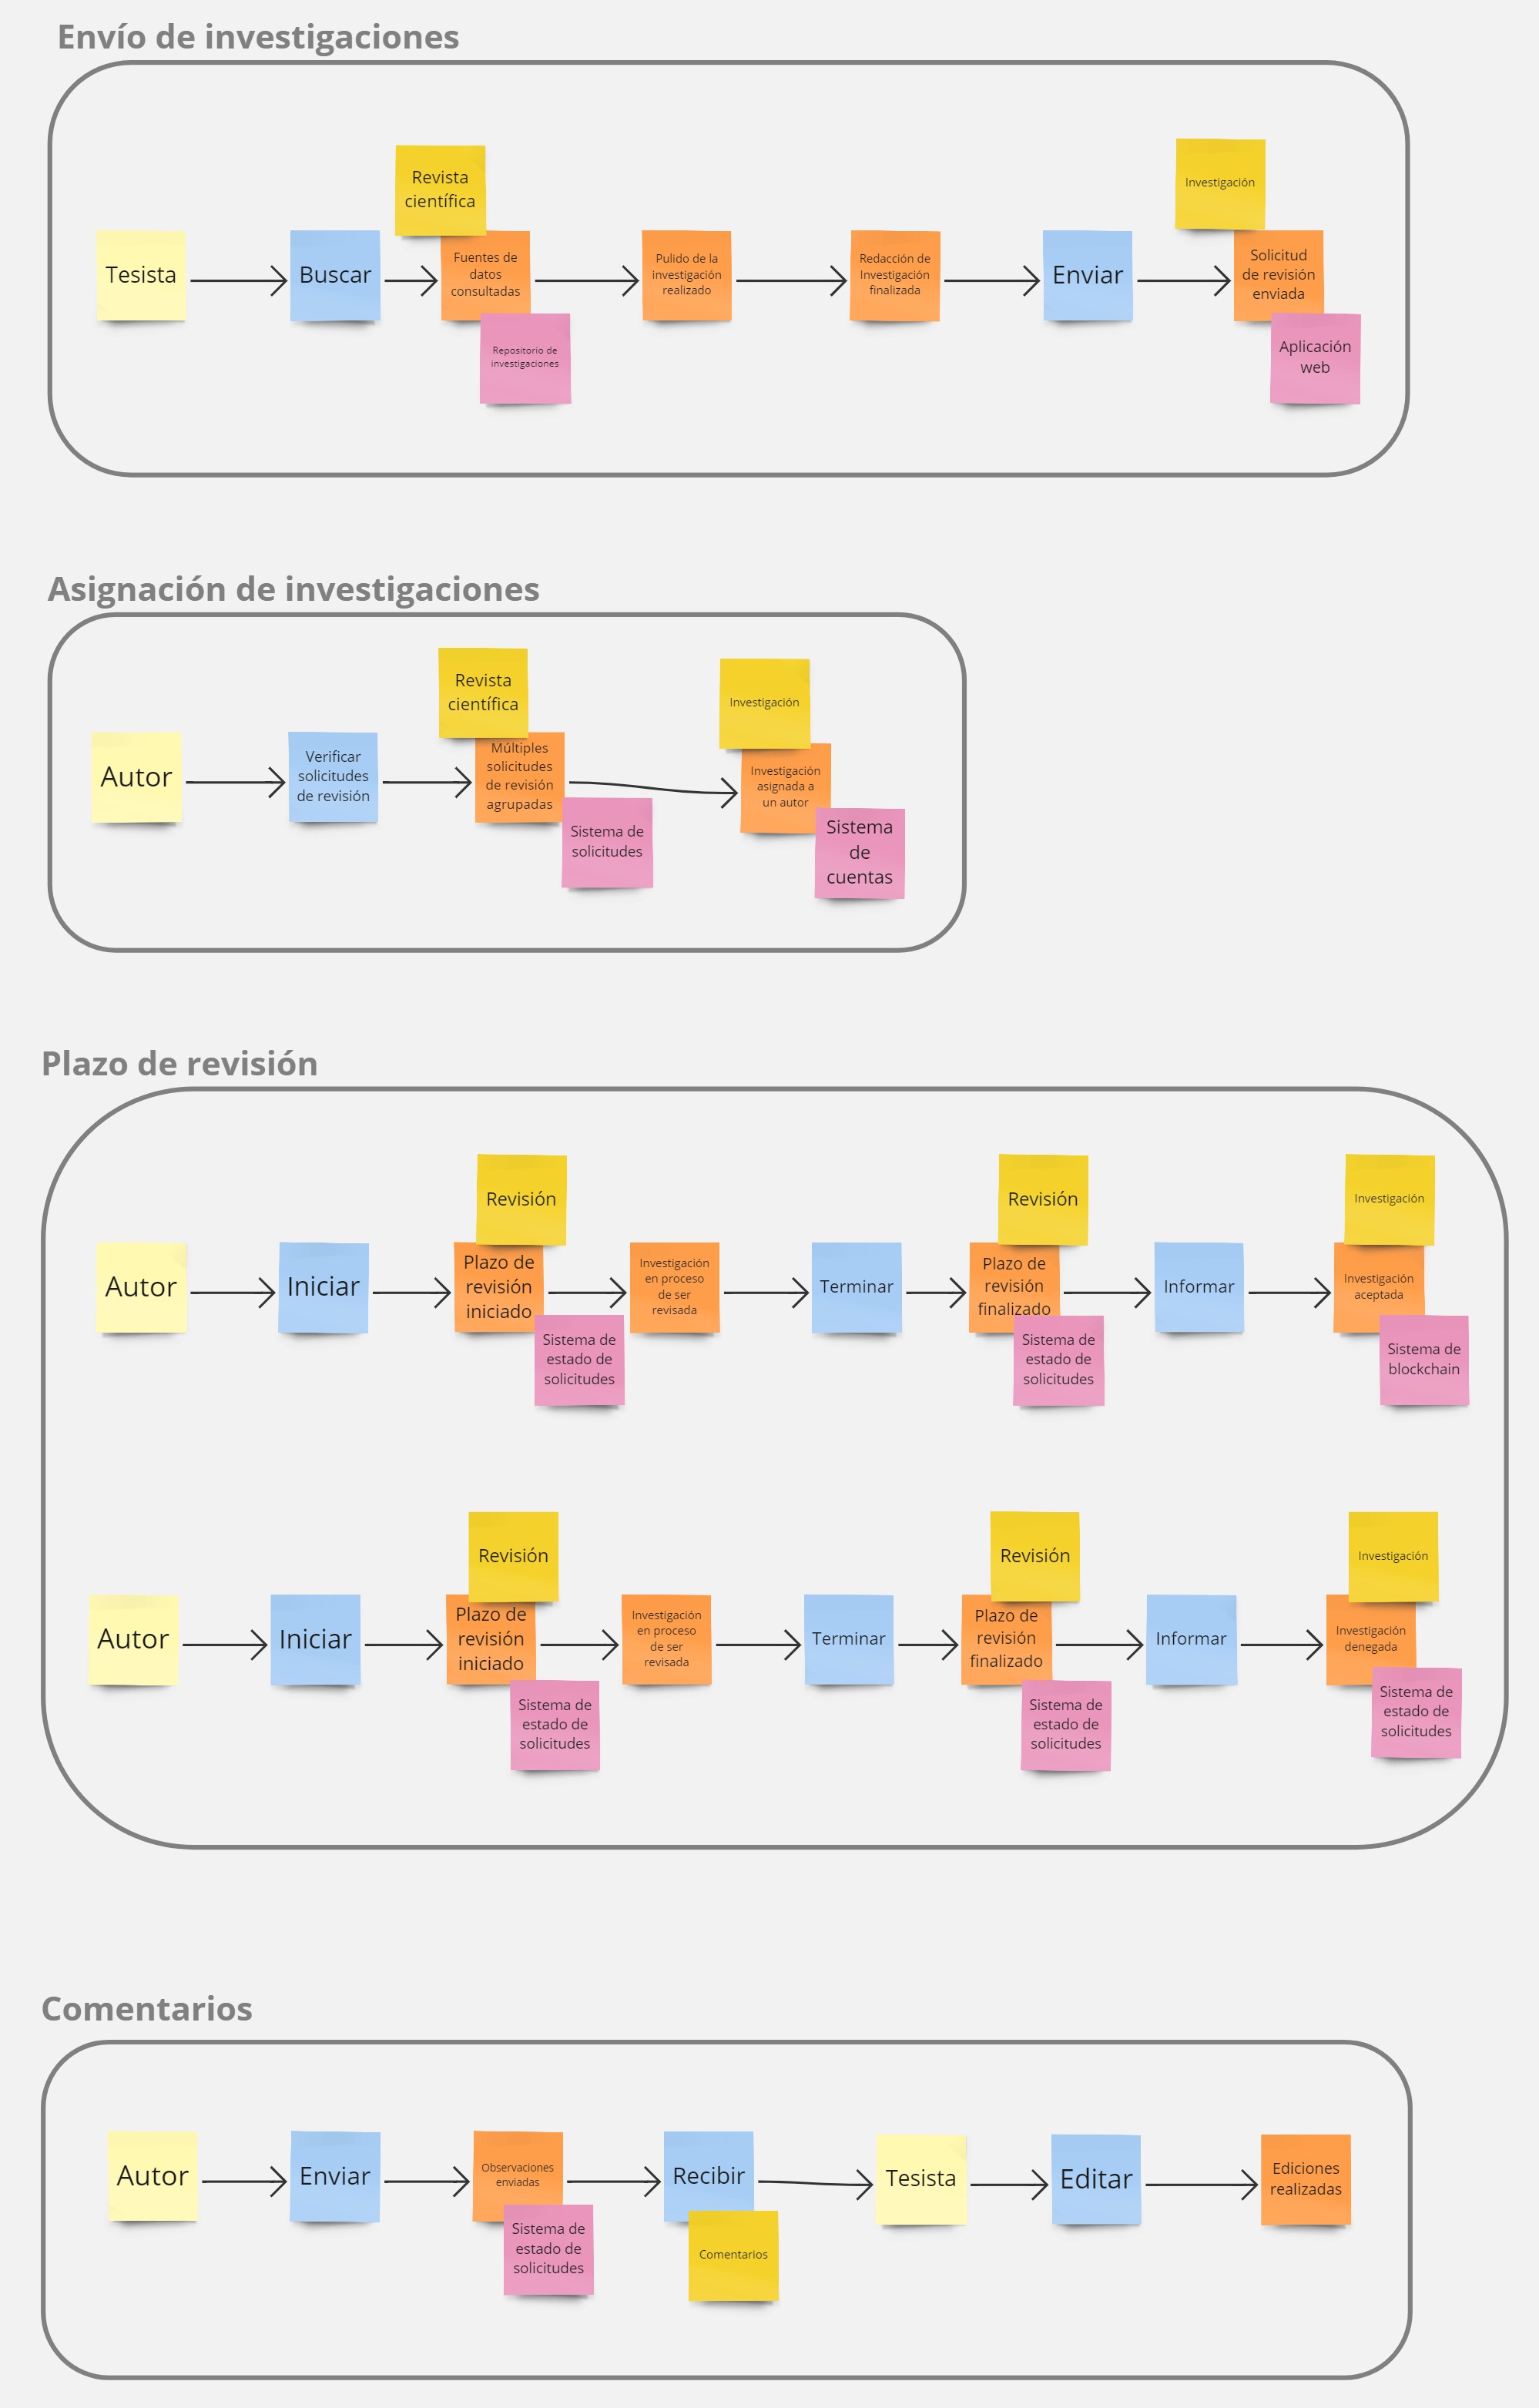 Envío de investigaciones
Revista
científica
Investigación
Tesista
Buscar
Fuentes de
datos
consultadas
Pulido de la
investigación
realizado
Redacción de
Investigación
finalizada
Enviar
Solicitud
de revisión
enviada
Repositorio de
investigaciones
Aplicación
web
Asignación de investigaciones
Revista
científica
Investigación
Autor
Verificar
solicitudes
de revisión
Múltiples
solicitudes
de revisión
agrupadas
Investigación
asignada a
un autor
Sistema de
solicitudes
Sistema
de
cuentas
Plazo de revisión
Revisión
Revisión
Investigación
Autor
Iniciar
Plazo de
revisión
iniciado
Investigación
en proceso
de ser
revisada
Terminar
Plazo de
revisión
finalizado
Informar
Investigación
aceptada
Sistema de
estado de
solicitudes
Sistema de
estado de
solicitudes
Sistema de
blockchain
Revisión
Revisión
Investigación
Autor
Iniciar
Plazo de
revisión
iniciado
Investigación
en proceso
de ser
revisada
Terminar
Plazo de
revisión
finalizado
Informar
Investigación
denegada
Sistema de
estado de
solicitudes
Sistema de
estado de
solicitudes
Sistema de
estado de
solicitudes
Comentarios
Autor
Enviar
Observaciones
enviadas
Recibir
Tesista
Editar
Ediciones
realizadas
Sistema de
estado de
solicitudes
Comentarios